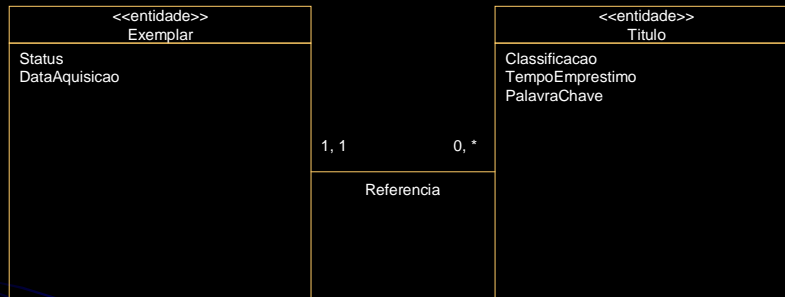 <<entidade>>
Exemplar
Status
DataAquisicao
1, 1
0, *
Referencia
<<entidade>>
Titulo
Classificacao
TempoEmprestimo
PalavraChave